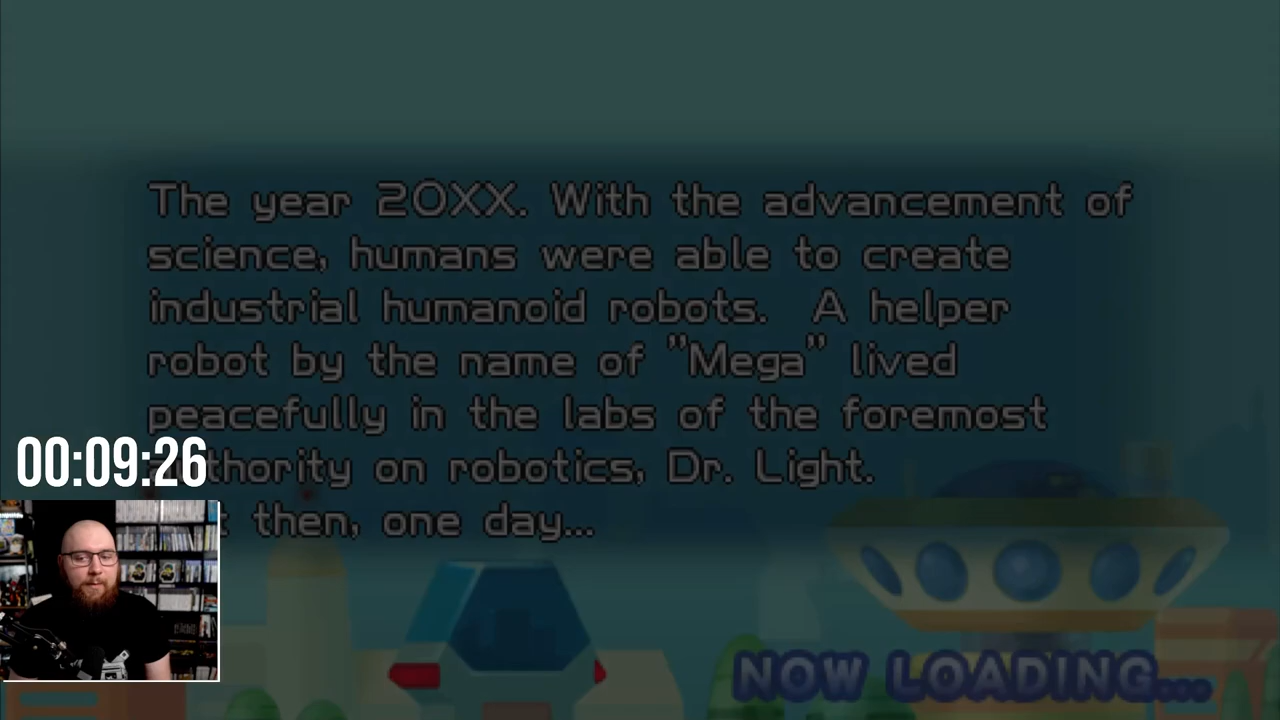 The year 20XX. With the advancement of
science, humans were able to create
industrial humanoid robots.  A helper
robot by the name of "Mega" lived
peacefully in the labs of the foremost
thority on robotics, Dr. Light.
t then, one day...
00:09:26
NOW LOADING...